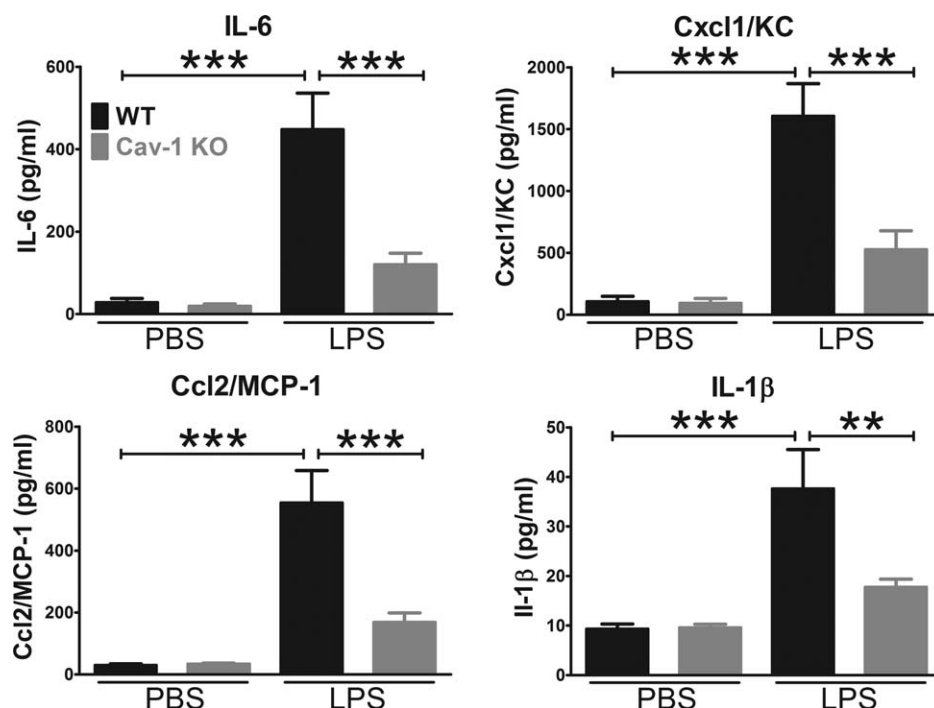 IL-6
*** ***
600
400
200
0
IL-6 (pg/ml)
WT
Cav-1 KO
PBS LPS
Cxcl1/KC
*** ***
2000
1500
1000
500
0
Cxcl1/KC (pg/ml)
PBS LPS
Ccl2/MCP-1
*** ***
800
600
400
200
0
Ccl2/MCP-1 (pg/ml)
PBS LPS
IL-1β
*** **
50
40
30
20
10
0
Il-1β (pg/ml)
PBS LPS